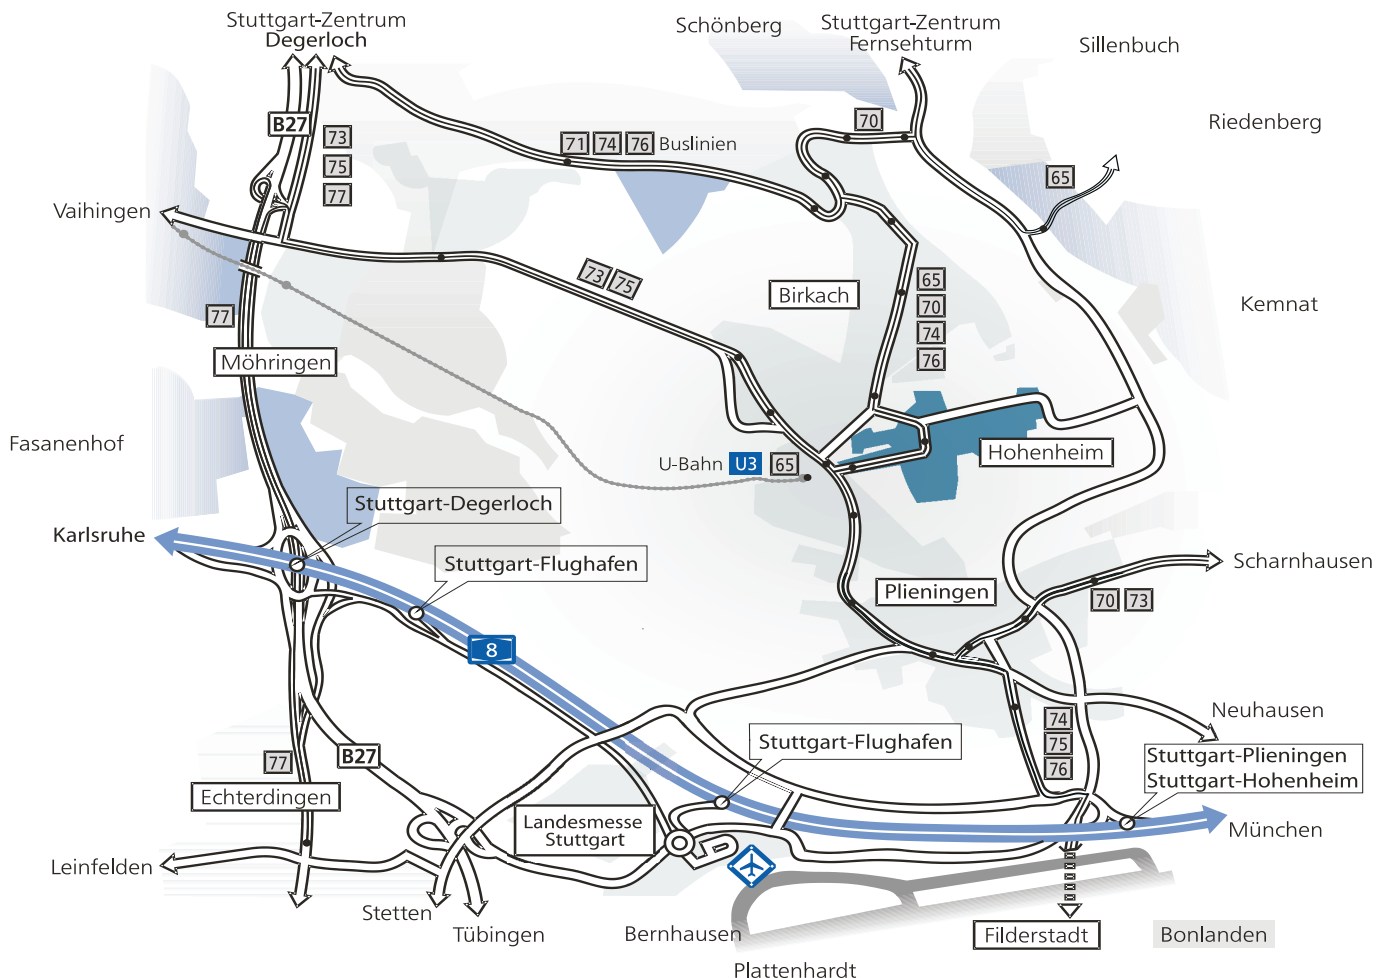 Stuttgart-Zentrum
Degerloch
Schönberg
Stuttgart-Zentrum
Fernsehturm
Sillenbuch
Riedenberg
B27
73
75
77
71 74 76 Buslinien
70
65
Vaihingen
73 75
Birkach
65
70
74
76
Kemnat
77
Möhringen
Fasanenhof
U-Bahn U3 65
Hohenheim
Stuttgart-Degerloch
Karlsruhe
Stuttgart-Flughafen
Scharnhausen
Plieningen
70 73
8
Neuhausen
74
75
76
Stuttgart-Flughafen
Stuttgart-Plieningen
Stuttgart-Hohenheim
77
B27
Echterdingen
Landesmesse
Stuttgart
München
Leinfelden
Stetten
Tübingen
Bernhausen
Filderstadt
Bonlanden
Plattenhardt